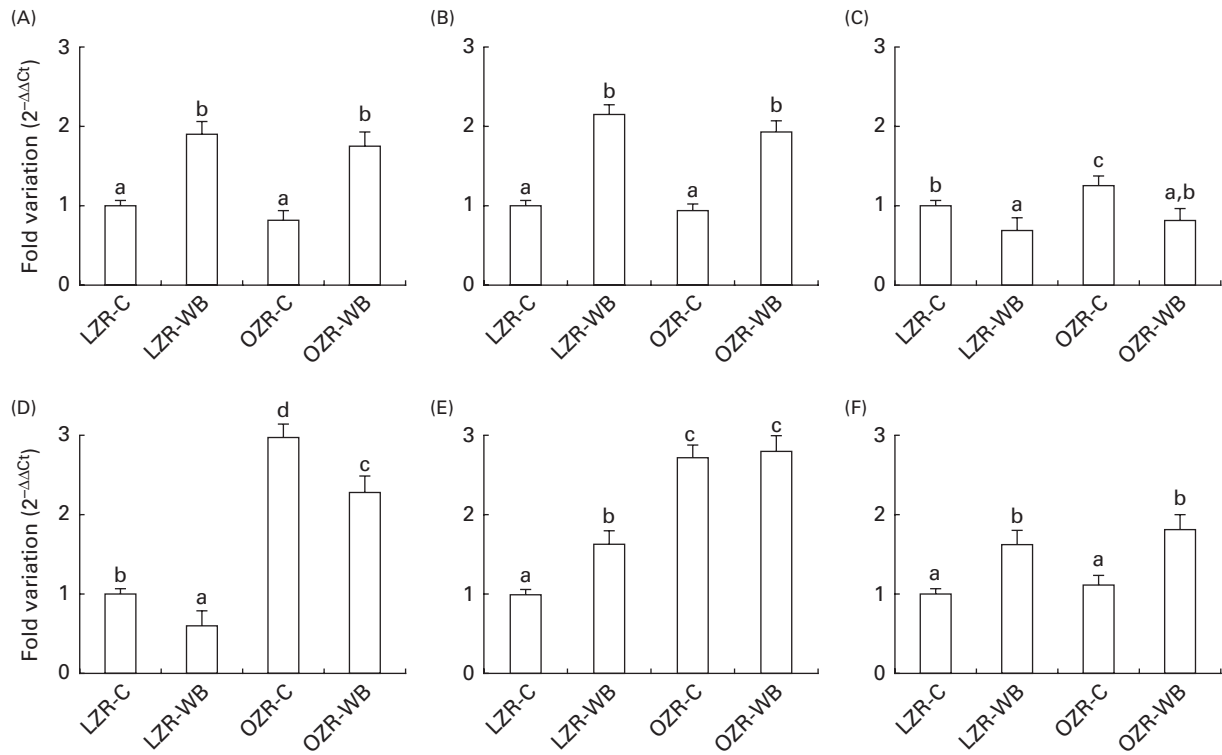 (A)
Fold variation (2⁻ΔΔCt)
3
2
1
0
a
b
a
b
LZR-C
LZR-WB
OZR-C
OZR-WB
(B)
3
2
1
0
a
b
a
b
LZR-C
LZR-WB
OZR-C
OZR-WB
(C)
3
2
1
0
b
a
c
a,b
LZR-C
LZR-WB
OZR-C
OZR-WB
(D)
Fold variation (2⁻ΔΔCt)
3
2
1
0
b
a
d
c
LZR-C
LZR-WB
OZR-C
OZR-WB
(E)
3
2
1
0
a
b
c
c
LZR-C
LZR-WB
OZR-C
OZR-WB
(F)
3
2
1
0
a
b
a
b
LZR-C
LZR-WB
OZR-C
OZR-WB